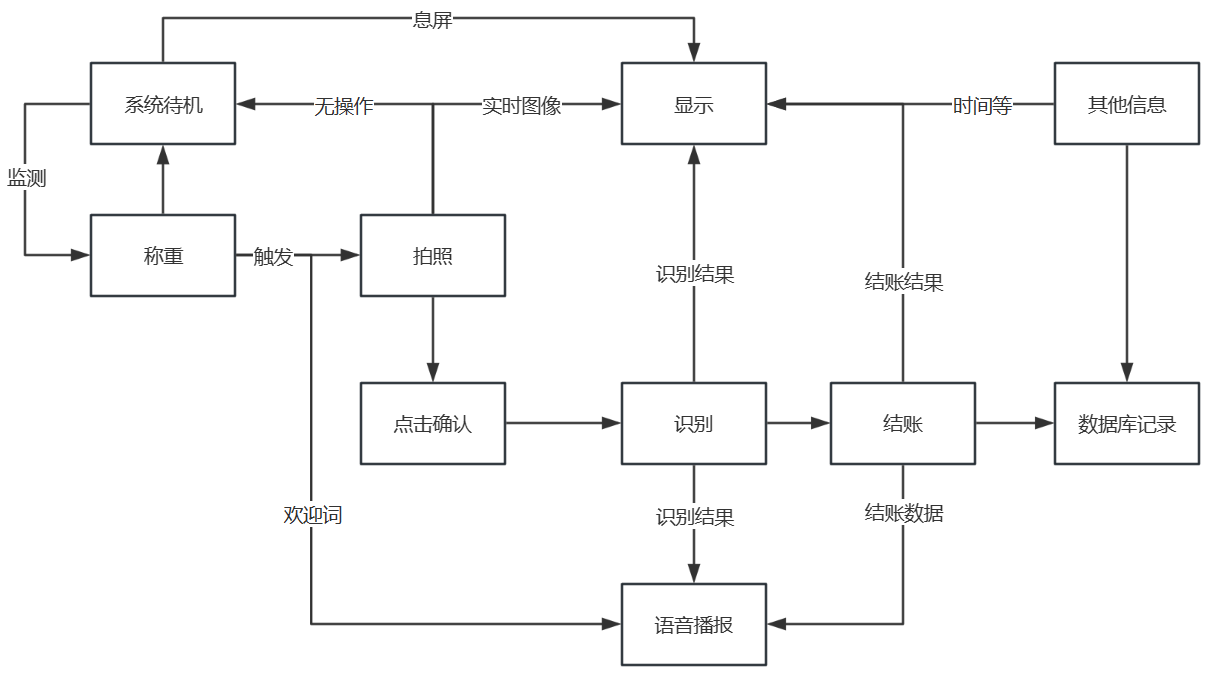 息屏
系统待机
无操作
实时图像
显示
时间等
其他信息
监测
称重
触发
拍照
识别结果
结账结果
点击确认
识别
结账
数据库记录
欢迎词
识别结果
结账数据
语音播报